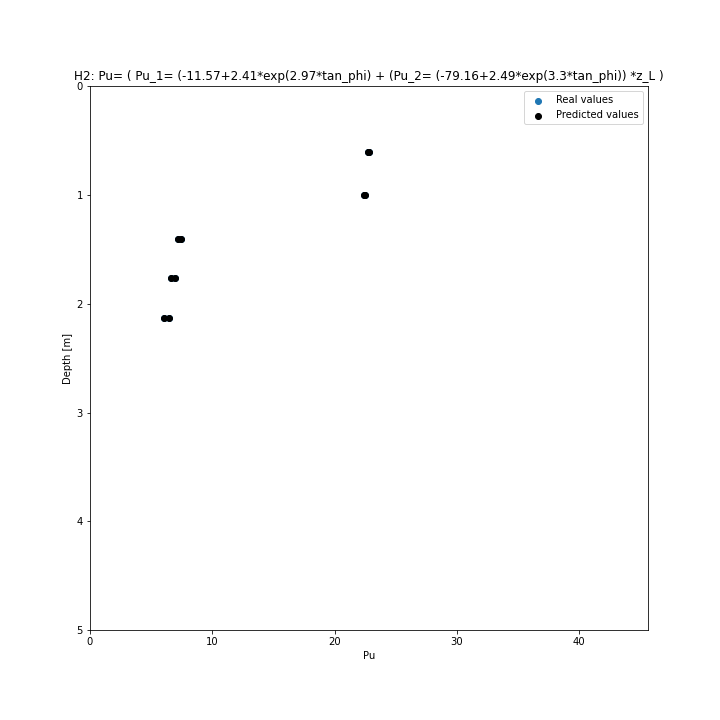 H2: Pu= ( Pu_1= (-11.57+2.41*exp(2.97*tan_phi) + (Pu_2= (-79.16+2.49*exp(3.3*tan_phi)) *z_L )
Real values
Predicted values
0
1
2
3
4
5
Depth [m]
0
10
20
30
40
Pu